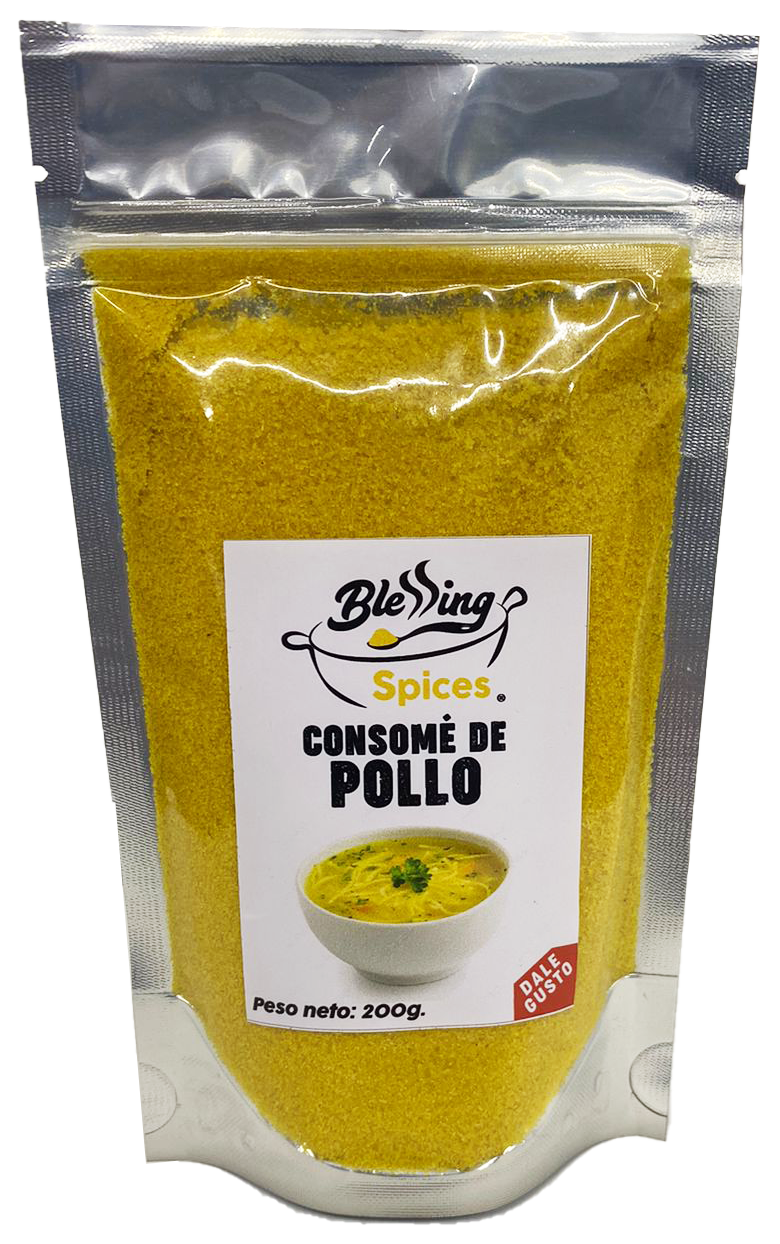 Blessing
Spices®
CONSOMÉ DE
POLLO
DALE
GUSTO
Peso neto: 200g.